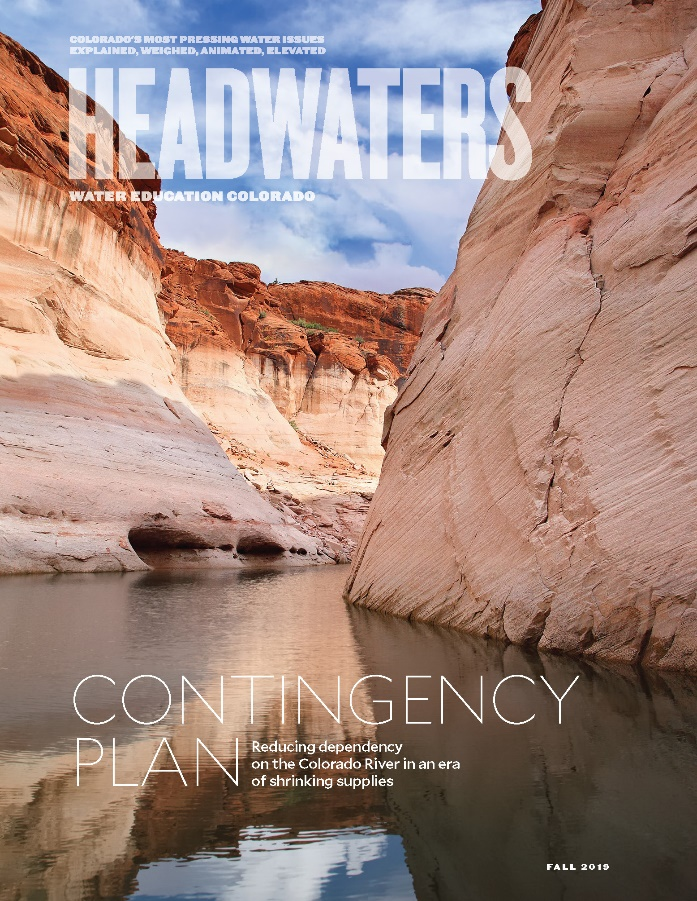 COLORADO'S MOST PRESSING WATER ISSUES
EXPLAINED, WEIGHED, ANIMATED, ELEVATED
HEADWATERS
WATER EDUCATION COLORADO
CONTINGENCY
PLAN
Reducing dependency
on the Colorado River in an era
of shrinking supplies
FALL 2019